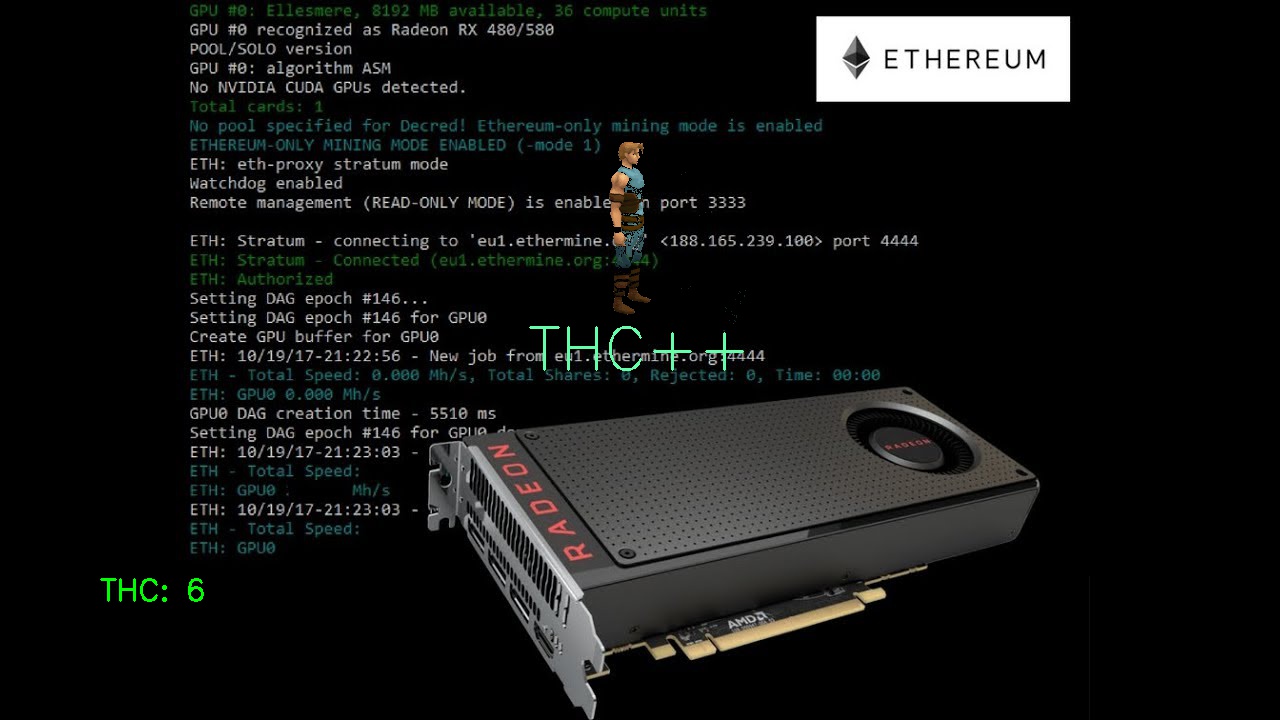 GPU #0: Ellesmere, 8192 MB available, 36 compute units
GPU #0 recognized as Radeon RX 480/580
POOL/SOLO version
GPU #0: algorithm ASM
No NVIDIA CUDA GPUs detected.
Total cards: 1
No pool specified for Decred! Ethereum-only mining mode is enabled
ETHEREUM-ONLY MINING MODE ENABLED (-mode 1)
ETH: eth-proxy stratum mode
Watchdog enabled
Remote management (READ-ONLY MODE) is enable n port 3333
ETH: Stratum - connecting to 'eu1.ethermine. ' <188.165.239.100> port 4444
ETH: Stratum - Connected (eu1.ethermine.org:4444)
ETH: Authorized
Setting DAG epoch #146...
Setting DAG epoch #146 for GPU0
Create GPU buffer for GPU0
ETH: 10/19/17-21:22:56 - New job from eu1.ethermine.org:4444
ETH - Total Speed: 0.000 Mh/s, Total Shares: 0, Rejected: 0, Time: 00:00
ETH: GPU0 0.000 Mh/s
GPU0 DAG creation time - 5510 ms
Setting DAG epoch #146 for GPU0
ETH: 10/19/17-21:23:03 -
ETH - Total Speed:
ETH: GPU0 : Mh/s
ETH: 10/19/17-21:23:03 -
ETH - Total Speed:
ETH: GPU0
ETHEREUM
THC++
THC: 6
RADEON
RADEON
AMD